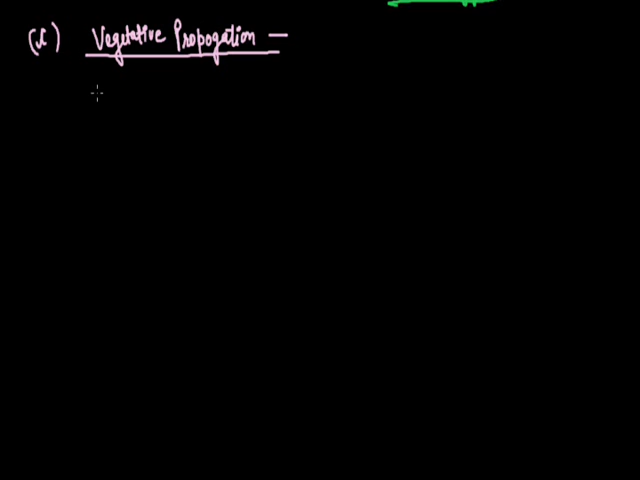 (x) Vegetative Propogation —